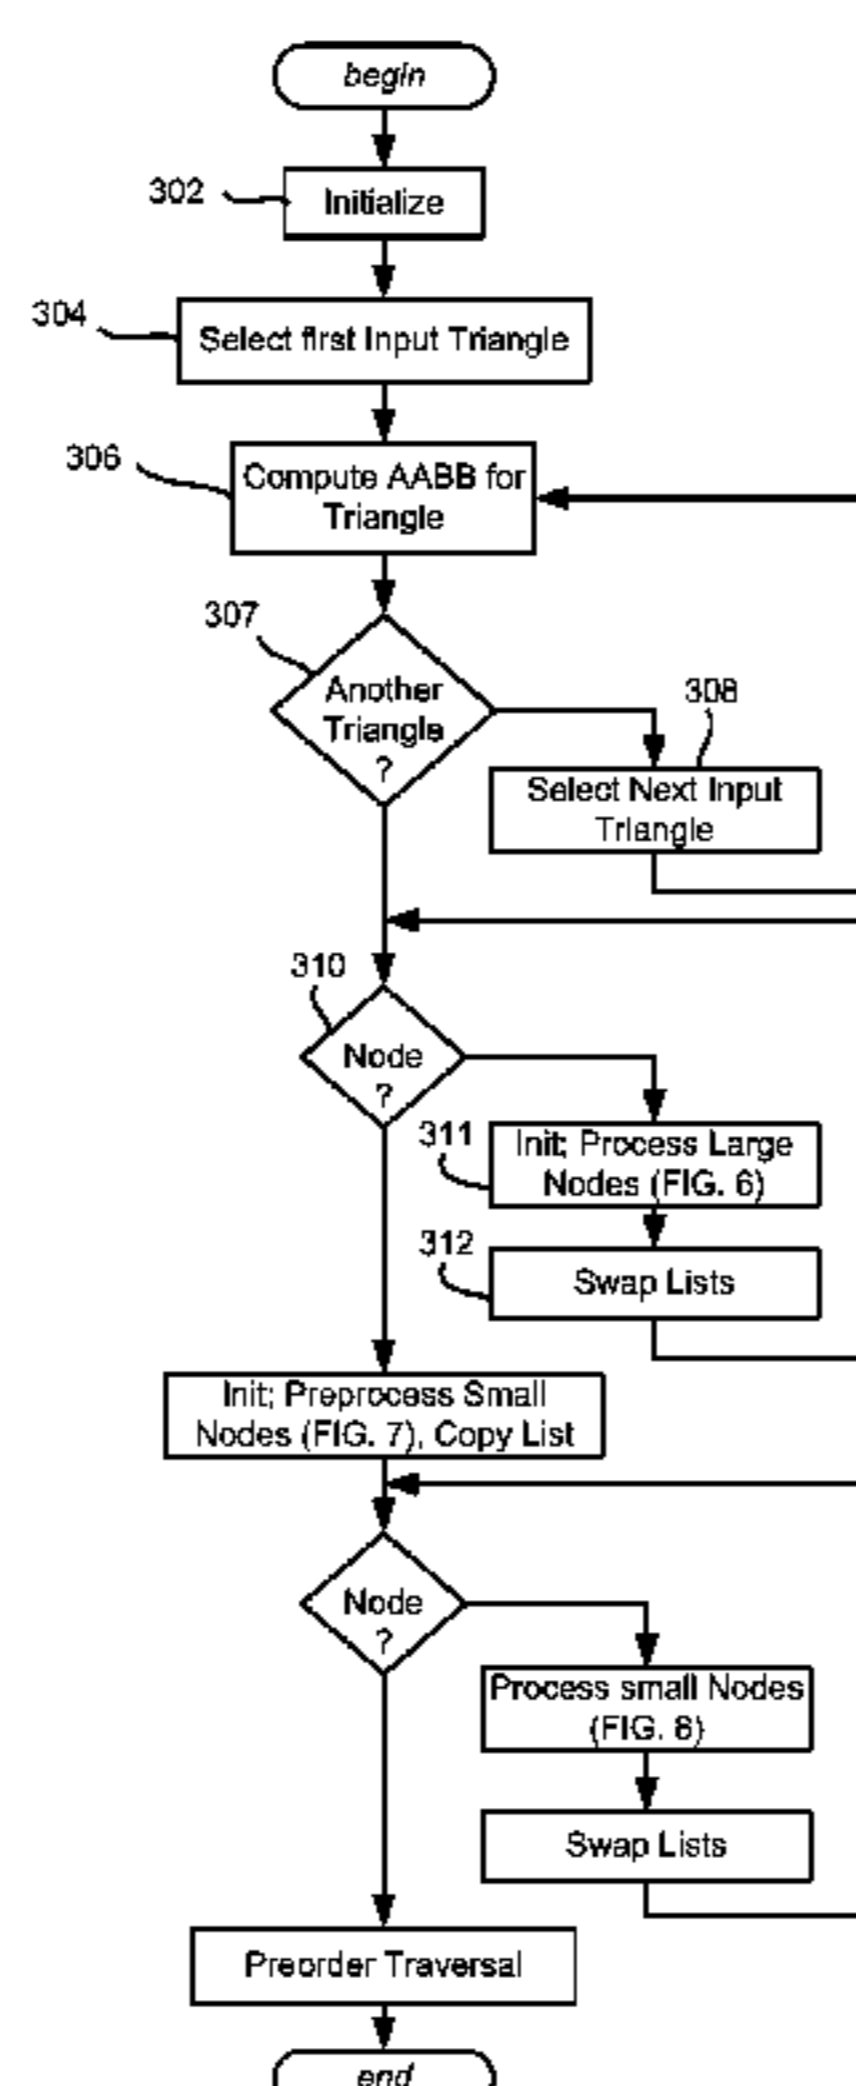 begin
302
Initialize
304
Select first Input Triangle
306
Compute AABB for
Triangle
307
Another
Triangle
?
308
Select Next Input
Triangle
310
Node
?
311
Init; Process Large
Nodes (FIG. 6)
312
Swap Lists
Init; Preprocess Small
Nodes (FIG. 7), Copy List
Node
?
Process small Nodes
(FIG. 8)
Swap Lists
Preorder Traversal
end